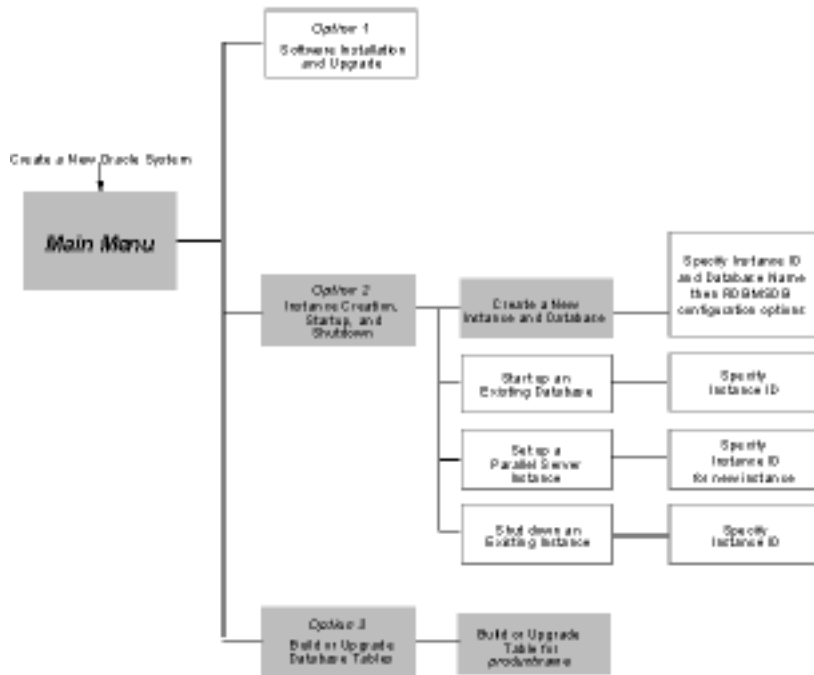 Option 1
Software Installation
and Upgrade
Create a New Oracle System
Main Menu
Option 2
Instance Creation,
Startup, and
Shutdown
Create a New
Instance and Database
Specify Instance ID
and Database Name
then RDBMSDB
configuration options
Start up an
Existing Database
Specify
Instance ID
Set up a
Parallel Server
Instance
Specify
Instance ID
for new instance
Shut down an
Existing Instance
Specify
Instance ID
Option 3
Build or Upgrade
Database Tables
Build or Upgrade
Table for
productname